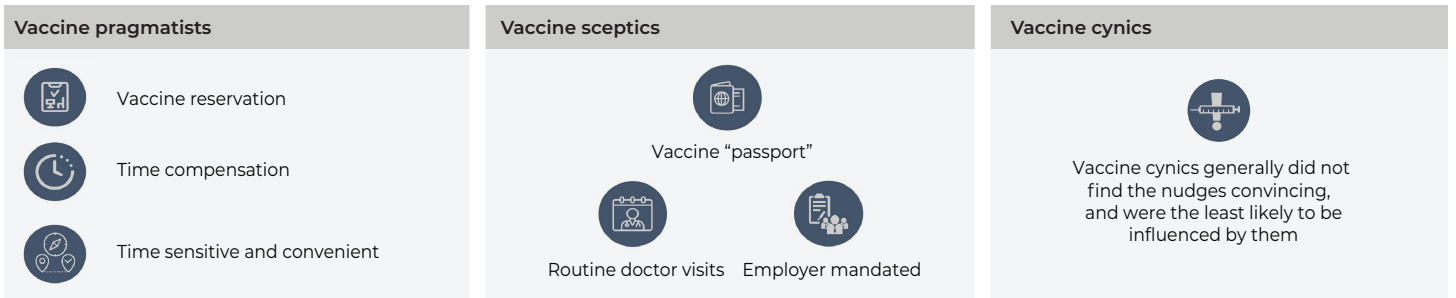 Vaccine pragmatists
Vaccine reservation
Time compensation
Time sensitive and convenient
Vaccine sceptics
Vaccine “passport”
Routine doctor visits
Employer mandated
Vaccine cynics
Vaccine cynics generally did not
find the nudges convincing,
and were the least likely to be
influenced by them